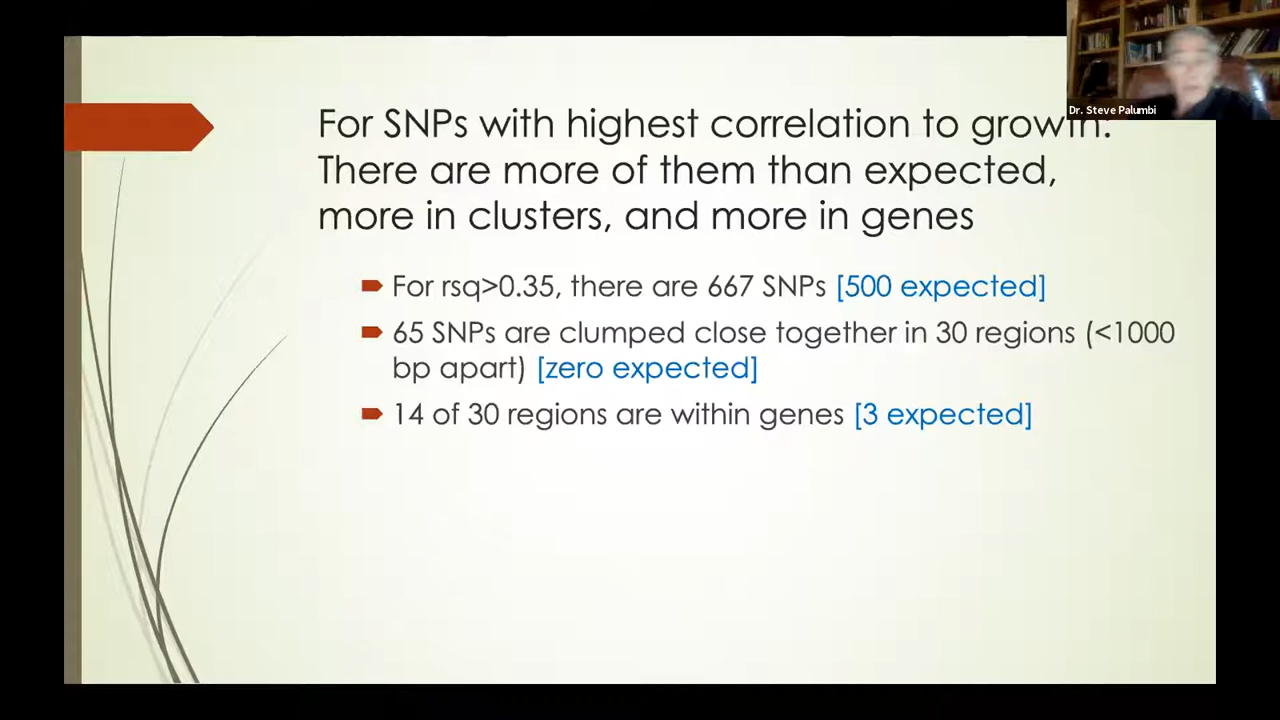 Dr. Steve Palumbi
For SNPs with highest correlation to growth.
There are more of them than expected,
more in clusters, and more in genes
For rsq>0.35, there are 667 SNPs [500 expected]
65 SNPs are clumped close together in 30 regions (<1000
bp apart) [zero expected]
14 of 30 regions are within genes [3 expected]